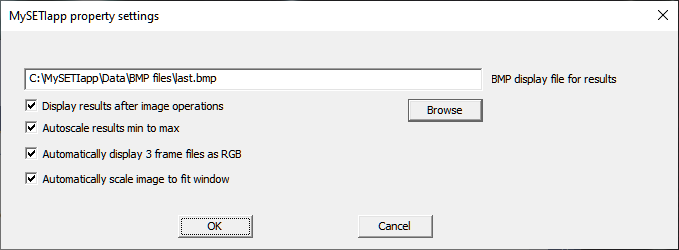 MySETIapp property settings
C:\MySETIapp\Data\BMP files\last.bmp
BMP display file for results
Display results after image operations
Browse
Autoscale results min to max
Automatically display 3 frame files as RGB
Automatically scale image to fit window
OK
Cancel